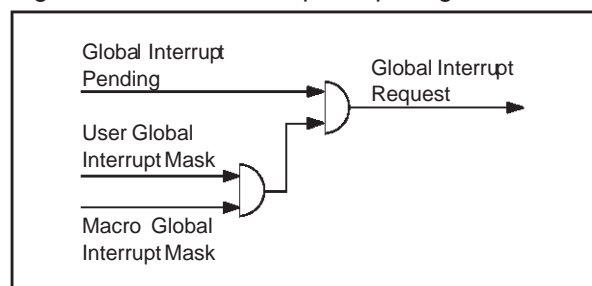 Global Interrupt
Pending
Global Interrupt
Request
User Global
Interrupt Mask
Macro Global
Interrupt Mask